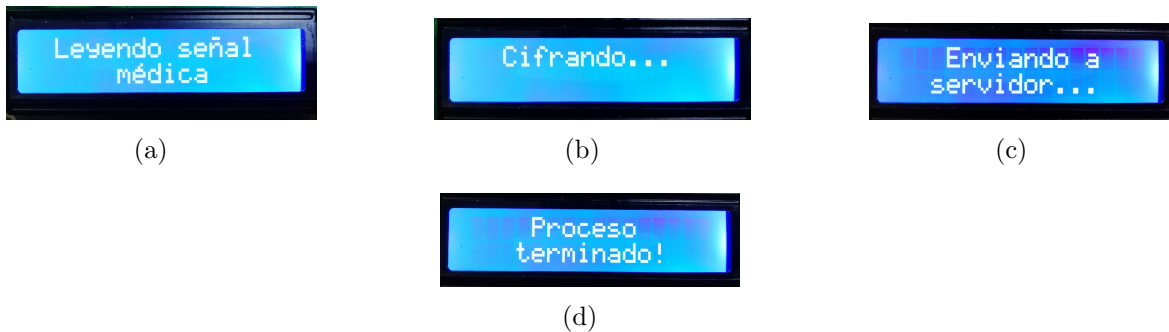 Leyendo señal
médica
(a)
Cifrando...
(b)
Enviando a
servidor...
(c)
Proceso
terminado!
(d)